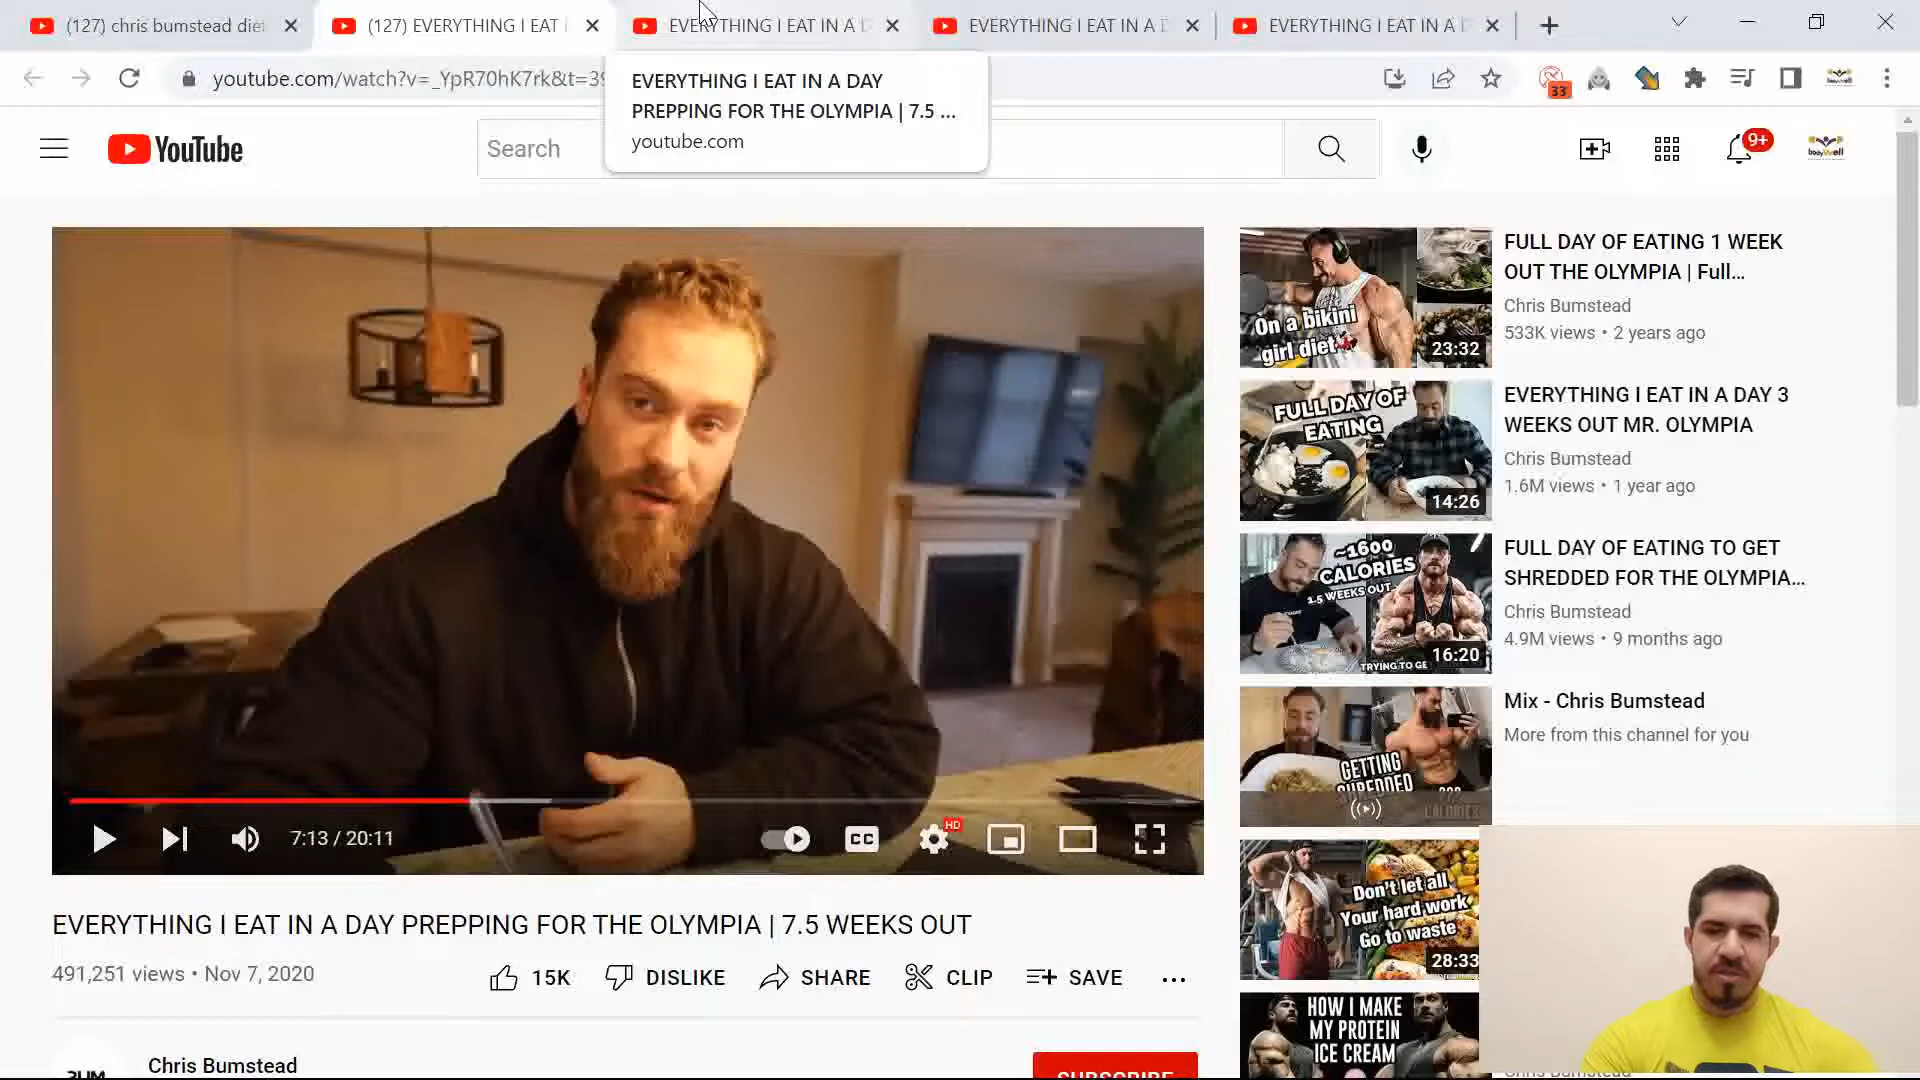 (127) chris bumstead die
(127) EVERYTHING I EAT
EVERYTHING I EAT IN A D
EVERYTHING I EAT IN A D
EVERYTHING I EAT IN A D
youtube.com/watch?v=_YpR70hK7rk&t=39
33
EVERYTHING I EAT IN A DAY
PREPPING FOR THE OLYMPIA | 7.5 ...
youtube.com
YouTube
Search
9+
7:13 / 20:11
CC
HD
EVERYTHING I EAT IN A DAY PREPPING FOR THE OLYMPIA | 7.5 WEEKS OUT
491,251 views • Nov 7, 2020
15K
DISLIKE
SHARE
CLIP
SAVE
Chris Bumstead
SUBSCRIBE
On a bikini
girl diet
23:32
FULL DAY OF EATING 1 WEEK
OUT THE OLYMPIA | Full...
Chris Bumstead
533K views • 2 years ago
FULL DAY OF
EATING
14:26
EVERYTHING I EAT IN A DAY 3
WEEKS OUT MR. OLYMPIA
Chris Bumstead
1.6M views • 1 year ago
~1600
CALORIES
1.5 WEEKS OUT
TRYING TO GE
16:20
FULL DAY OF EATING TO GET
SHREDDED FOR THE OLYMPIA...
Chris Bumstead
4.9M views • 9 months ago
GETTING
SHREDDED
CALORIES
Mix - Chris Bumstead
More from this channel for you
Don't let all
Your hard work
Go to waste
28:33
HOW I MAKE
MY PROTEIN
ICE CREAM